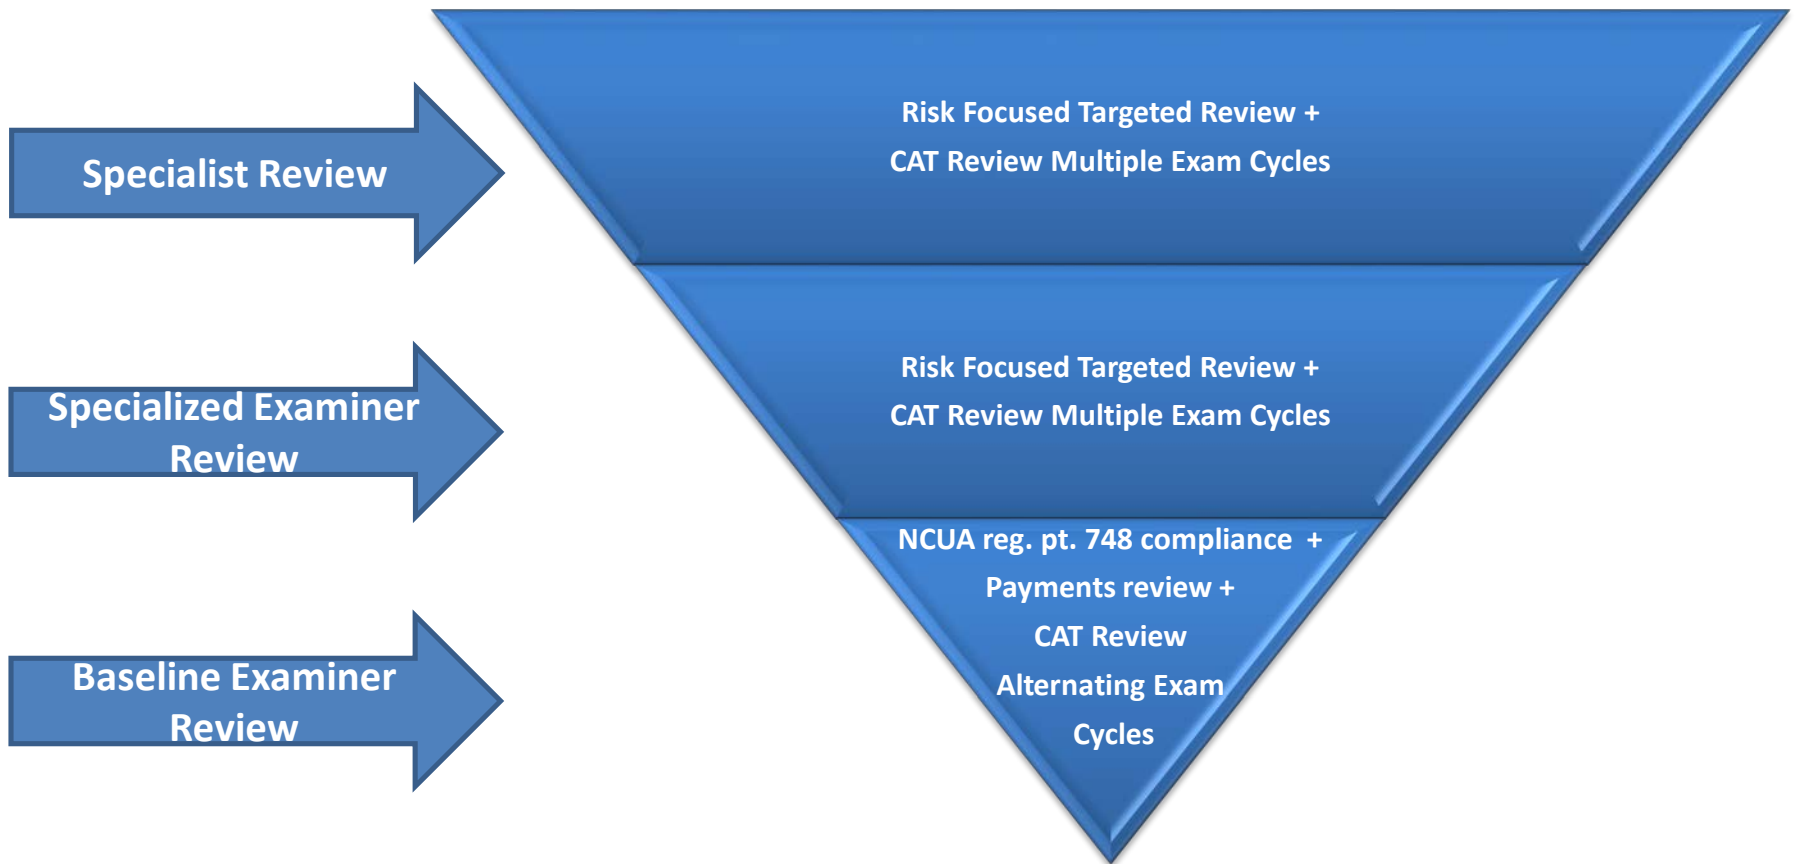 Specialist Review
Risk Focused Targeted Review +
CAT Review Multiple Exam Cycles
Specialized Examiner
Review
Risk Focused Targeted Review +
CAT Review Multiple Exam Cycles
Baseline Examiner
Review
NCUA reg. pt. 748 compliance +
Payments review +
CAT Review
Alternating Exam
Cycles